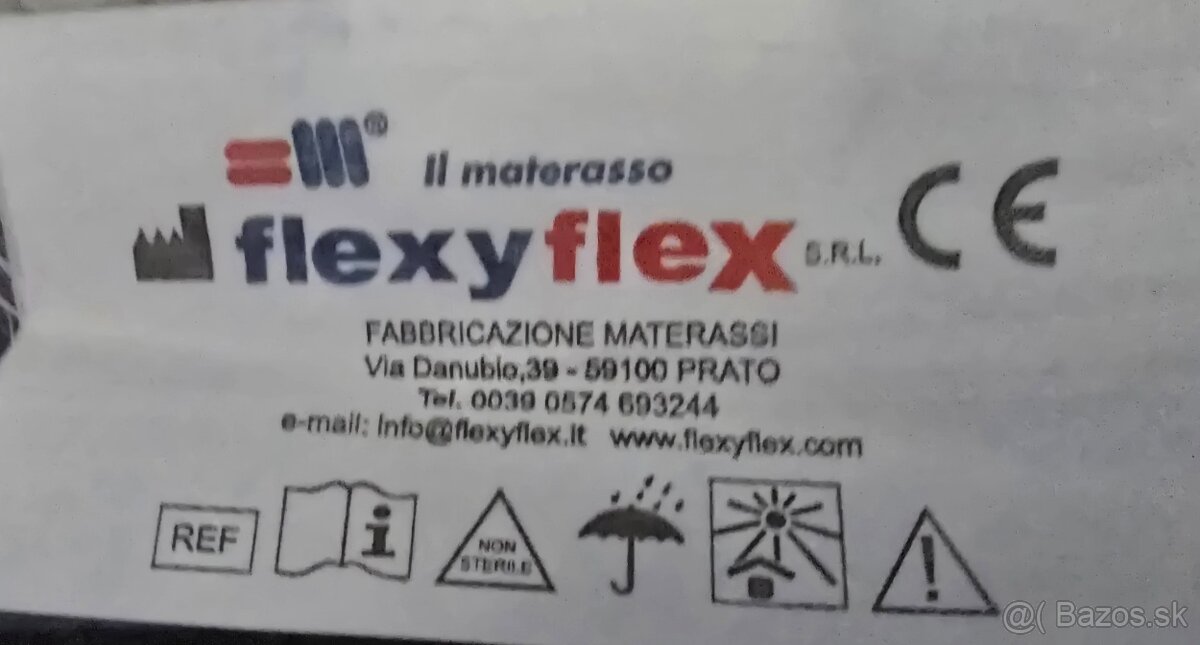 ®
Il materasso
flexyflex S.R.L. CE
FABBRICAZIONE MATERASSI
Via Danubio,39 - 59100 PRATO
Tel. 0039 0574 693244
e-mail: info@flexyflex.it www.flexyflex.com
REF
i
NON
STERILE
!
@( Bazos.sk